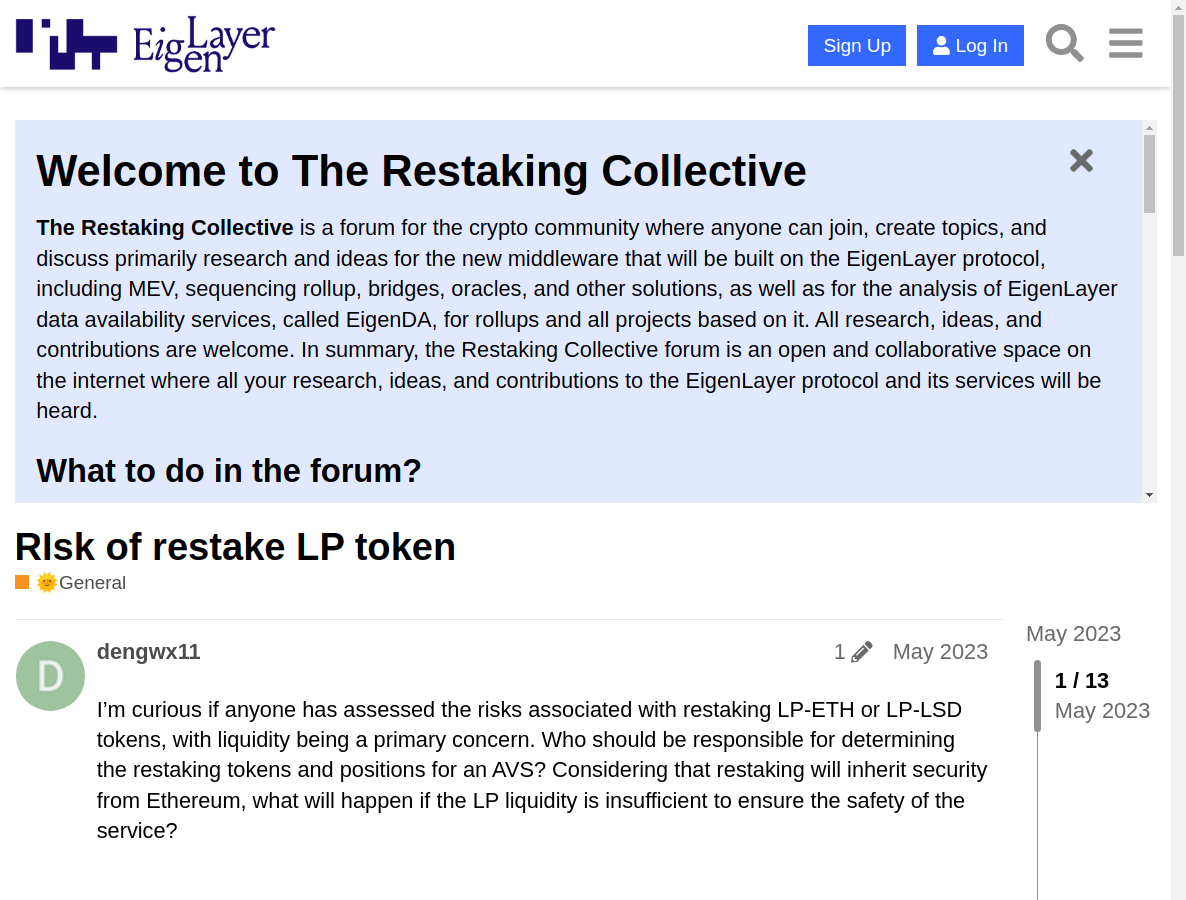 EigenLayer
Sign Up
Log In
Welcome to The Restaking Collective
The Restaking Collective is a forum for the crypto community where anyone can join, create topics, and
discuss primarily research and ideas for the new middleware that will be built on the EigenLayer protocol,
including MEV, sequencing rollup, bridges, oracles, and other solutions, as well as for the analysis of EigenLayer
data availability services, called EigenDA, for rollups and all projects based on it. All research, ideas, and
contributions are welcome. In summary, the Restaking Collective forum is an open and collaborative space on
the internet where all your research, ideas, and contributions to the EigenLayer protocol and its services will be
heard.
What to do in the forum?
RIsk of restake LP token
🌞General
D
dengwx11
1
May 2023
I’m curious if anyone has assessed the risks associated with restaking LP-ETH or LP-LSD
tokens, with liquidity being a primary concern. Who should be responsible for determining
the restaking tokens and positions for an AVS? Considering that restaking will inherit security
from Ethereum, what will happen if the LP liquidity is insufficient to ensure the safety of the
service?
May 2023
1 / 13
May 2023